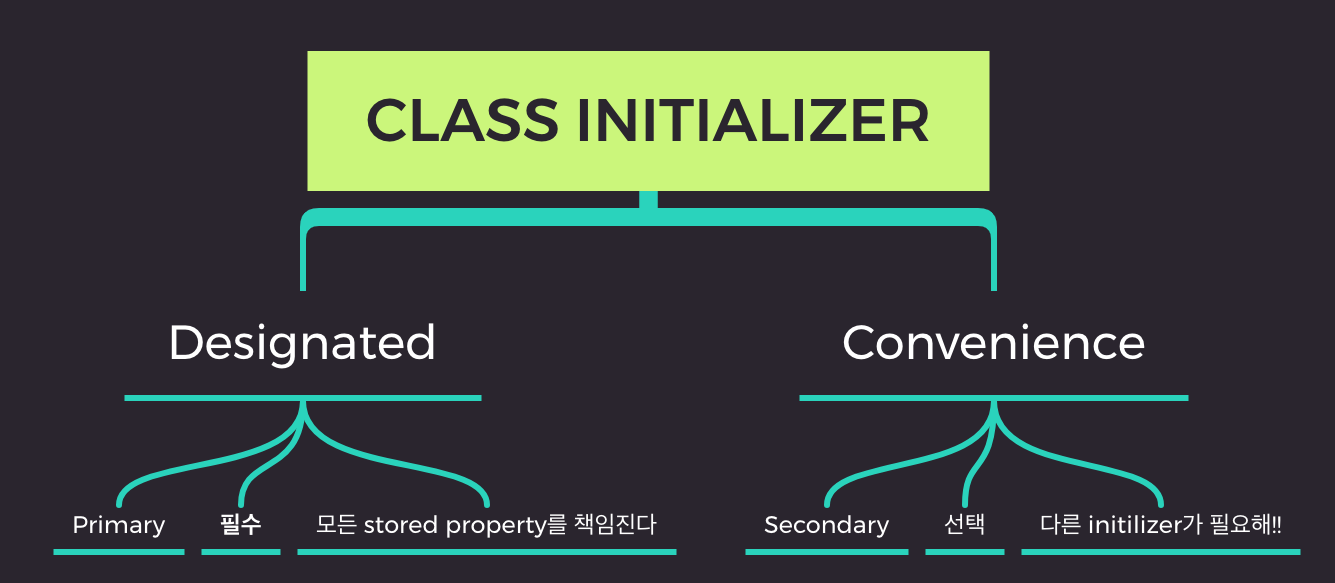 CLASS INITIALIZER
Designated
Convenience
Primary
필수
모든 stored property를 책임진다
Secondary
선택
다른 initilizer가 필요해!!